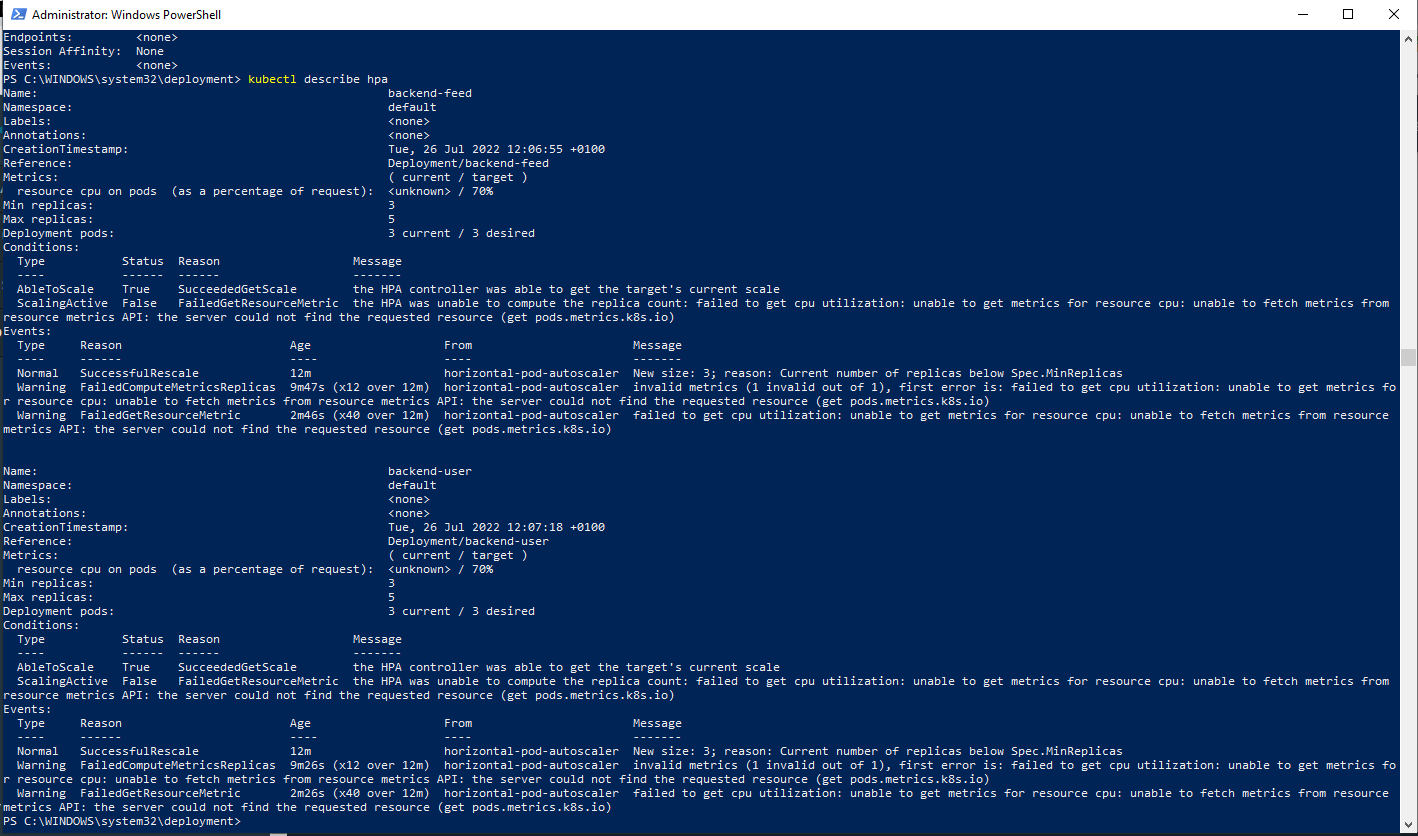 Administrator: Windows PowerShell
Endpoints:         <none>
Session Affinity:  None
Events:            <none>
PS C:\WINDOWS\system32\deployment> kubectl describe hpa
Name:                                                  backend-feed
Namespace:                                             default
Labels:                                                <none>
Annotations:                                           <none>
CreationTimestamp:                                     Tue, 26 Jul 2022 12:06:55 +0100
Reference:                                             Deployment/backend-feed
Metrics:                                               ( current / target )
  resource cpu on pods  (as a percentage of request):  <unknown> / 70%
Min replicas:                                          3
Max replicas:                                          5
Deployment pods:                                       3 current / 3 desired
Conditions:
  Type           Status  Reason                   Message
  ----           ------  ------                   -------
  AbleToScale    True    SucceededGetScale        the HPA controller was able to get the target's current scale
  ScalingActive  False   FailedGetResourceMetric  the HPA was unable to compute the replica count: failed to get cpu utilization: unable to get metrics for resource cpu: unable to fetch metrics from
resource metrics API: the server could not find the requested resource (get pods.metrics.k8s.io)
Events:
  Type     Reason                        Age                   From                       Message
  ----     ------                        ----                  ----                       -------
  Normal   SuccessfulRescale             12m                   horizontal-pod-autoscaler  New size: 3; reason: Current number of replicas below Spec.MinReplicas
  Warning  FailedComputeMetricsReplicas  9m47s (x12 over 12m)  horizontal-pod-autoscaler  invalid metrics (1 invalid out of 1), first error is: failed to get cpu utilization: unable to get metrics fo
r resource cpu: unable to fetch metrics from resource metrics API: the server could not find the requested resource (get pods.metrics.k8s.io)
  Warning  FailedGetResourceMetric       2m46s (x40 over 12m)  horizontal-pod-autoscaler  failed to get cpu utilization: unable to get metrics for resource cpu: unable to fetch metrics from resource
metrics API: the server could not find the requested resource (get pods.metrics.k8s.io)
Name:                                                  backend-user
Namespace:                                             default
Labels:                                                <none>
Annotations:                                           <none>
CreationTimestamp:                                     Tue, 26 Jul 2022 12:07:18 +0100
Reference:                                             Deployment/backend-user
Metrics:                                               ( current / target )
  resource cpu on pods  (as a percentage of request):  <unknown> / 70%
Min replicas:                                          3
Max replicas:                                          5
Deployment pods:                                       3 current / 3 desired
Conditions:
  Type           Status  Reason                   Message
  ----           ------  ------                   -------
  AbleToScale    True    SucceededGetScale        the HPA controller was able to get the target's current scale
  ScalingActive  False   FailedGetResourceMetric  the HPA was unable to compute the replica count: failed to get cpu utilization: unable to get metrics for resource cpu: unable to fetch metrics from
resource metrics API: the server could not find the requested resource (get pods.metrics.k8s.io)
Events:
  Type     Reason                        Age                   From                       Message
  ----     ------                        ----                  ----                       -------
  Normal   SuccessfulRescale             12m                   horizontal-pod-autoscaler  New size: 3; reason: Current number of replicas below Spec.MinReplicas
  Warning  FailedComputeMetricsReplicas  9m26s (x12 over 12m)  horizontal-pod-autoscaler  invalid metrics (1 invalid out of 1), first error is: failed to get cpu utilization: unable to get metrics fo
r resource cpu: unable to fetch metrics from resource metrics API: the server could not find the requested resource (get pods.metrics.k8s.io)
  Warning  FailedGetResourceMetric       2m26s (x40 over 12m)  horizontal-pod-autoscaler  failed to get cpu utilization: unable to get metrics for resource cpu: unable to fetch metrics from resource
metrics API: the server could not find the requested resource (get pods.metrics.k8s.io)
PS C:\WINDOWS\system32\deployment>